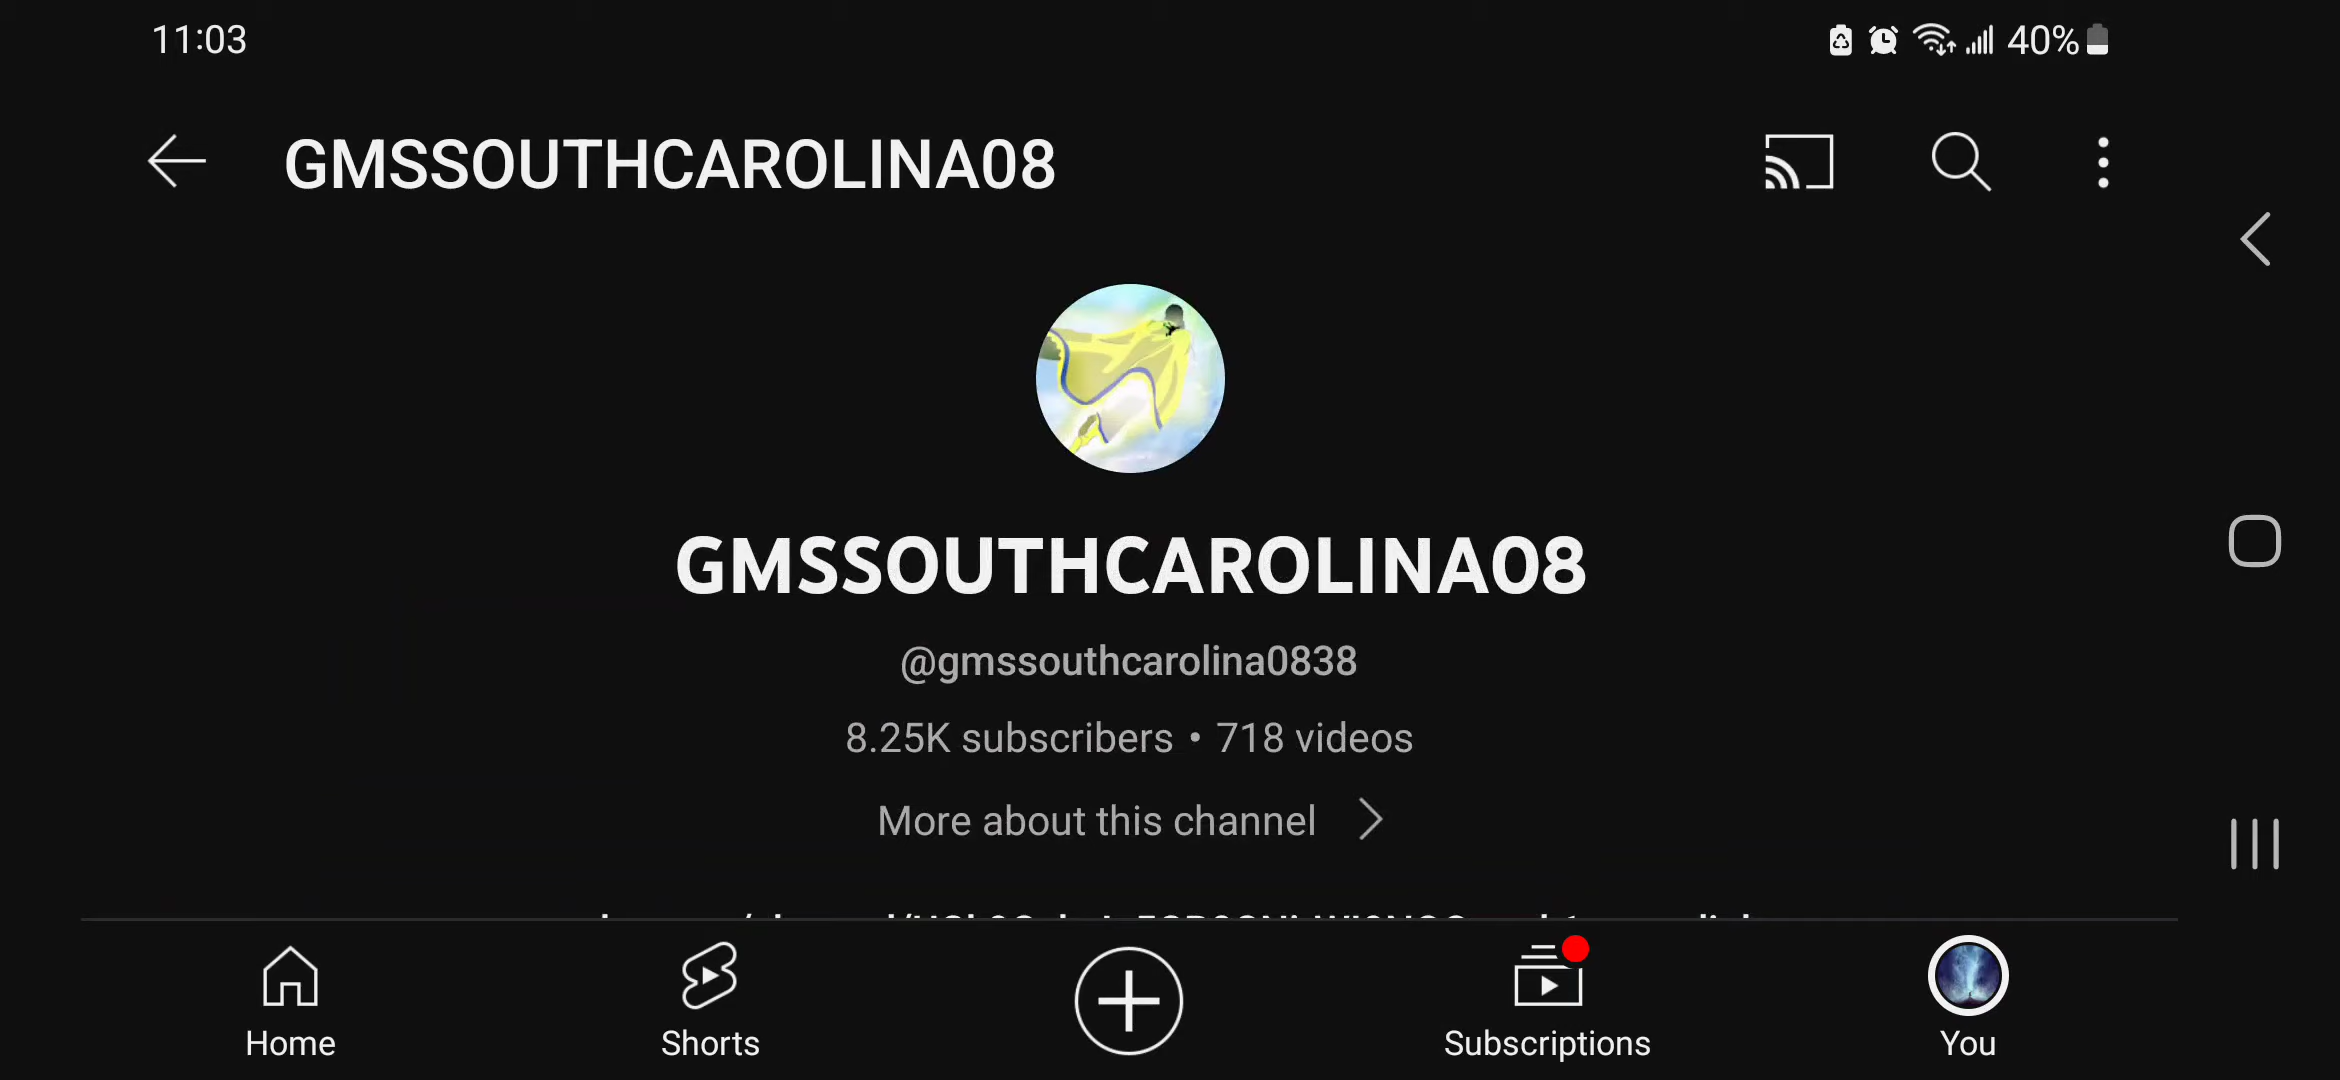 11:03
40%
GMSSOUTHCAROLINA08
GMSSOUTHCAROLINA08
@gmssouthcarolina0838
8.25K subscribers • 718 videos
More about this channel
Home
Shorts
Subscriptions
You